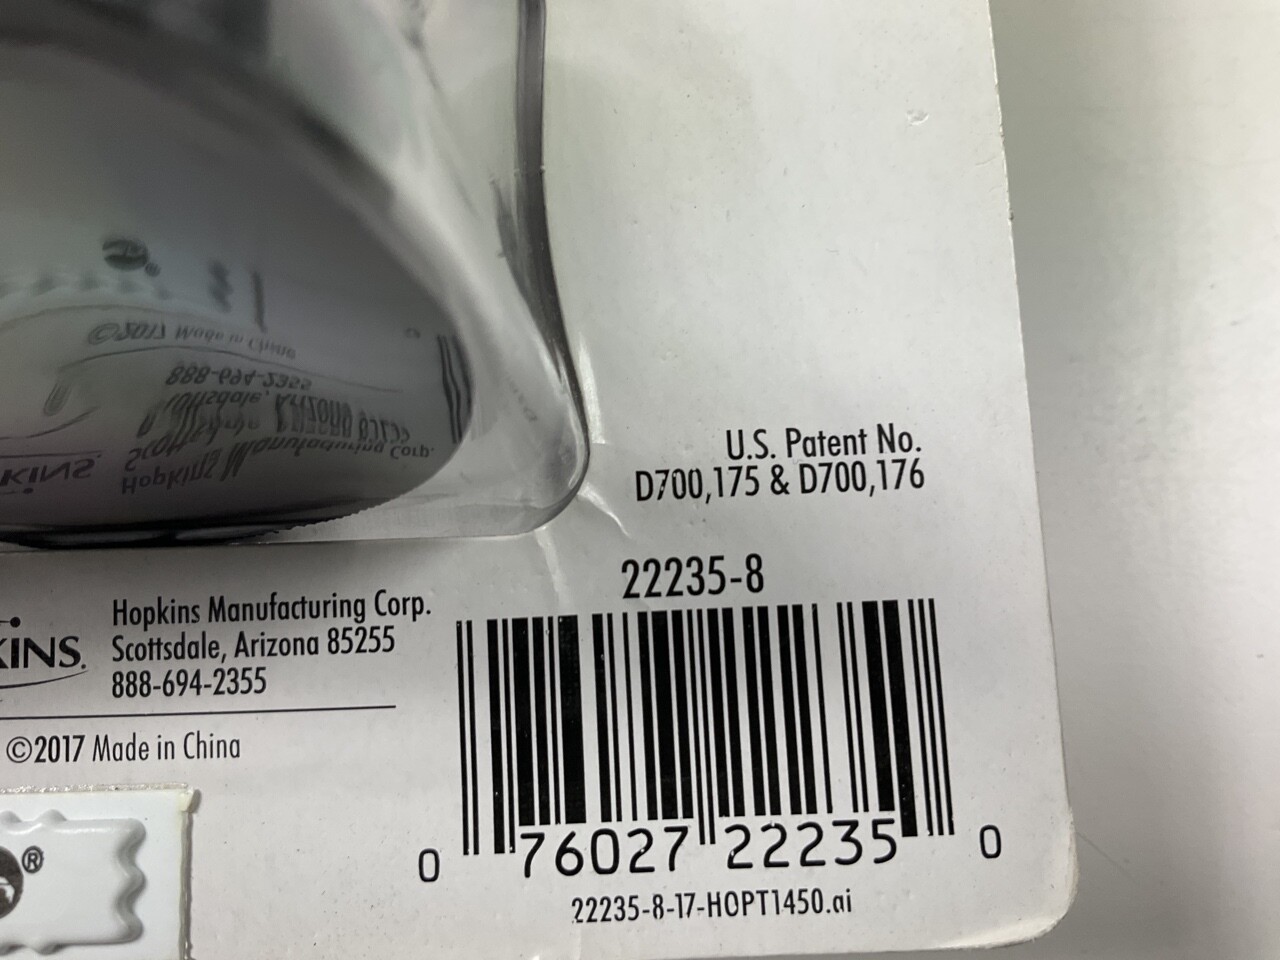 U.S. Patent No.
D700,175 & D700,176
22235-8
Hopkins Manufacturing Corp.
Scottsdale, Arizona 85255
888-694-2355
KINS.
©2017 Made in China
®
0 76027 22235 0
22235-8-17-HOPT1450.ai